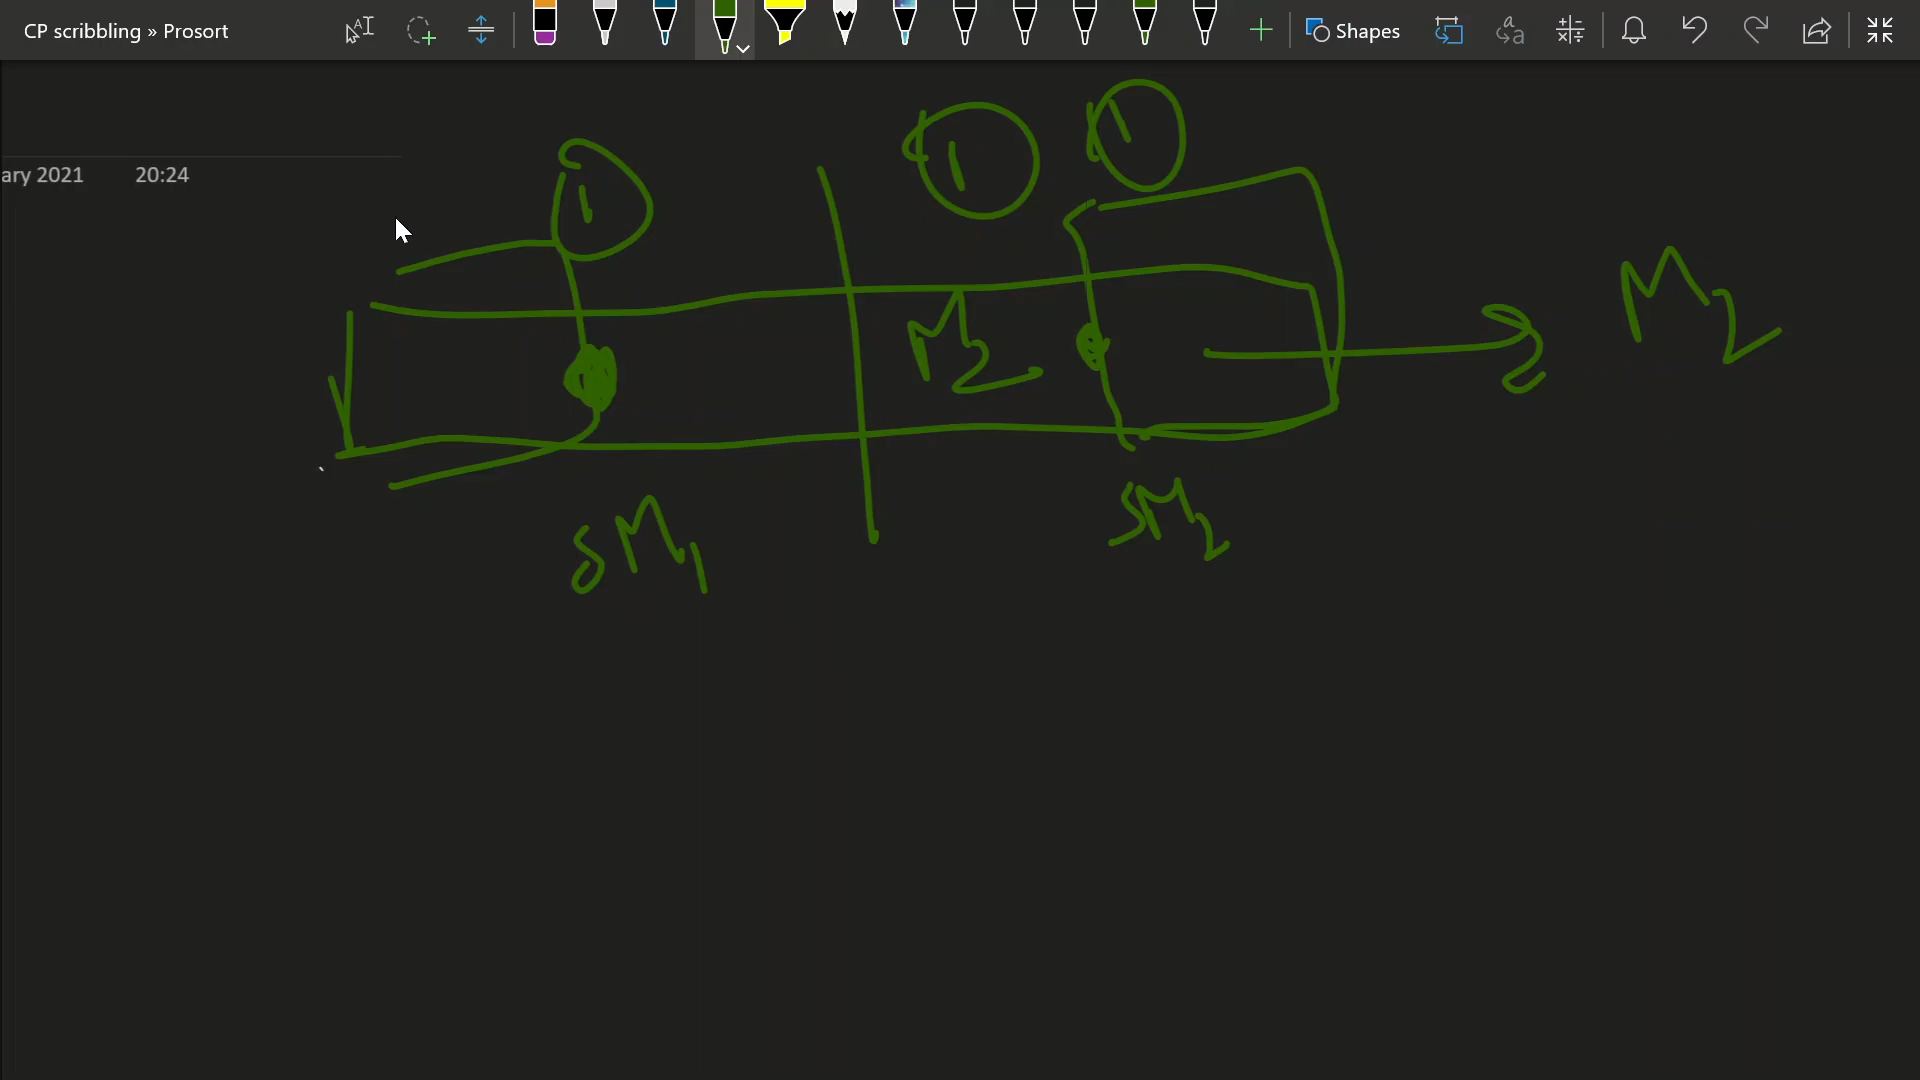 CP scribbling » Prosort
Shapes
ary 2021 20:24
1 1 1
M2 M2
SM1 SM2